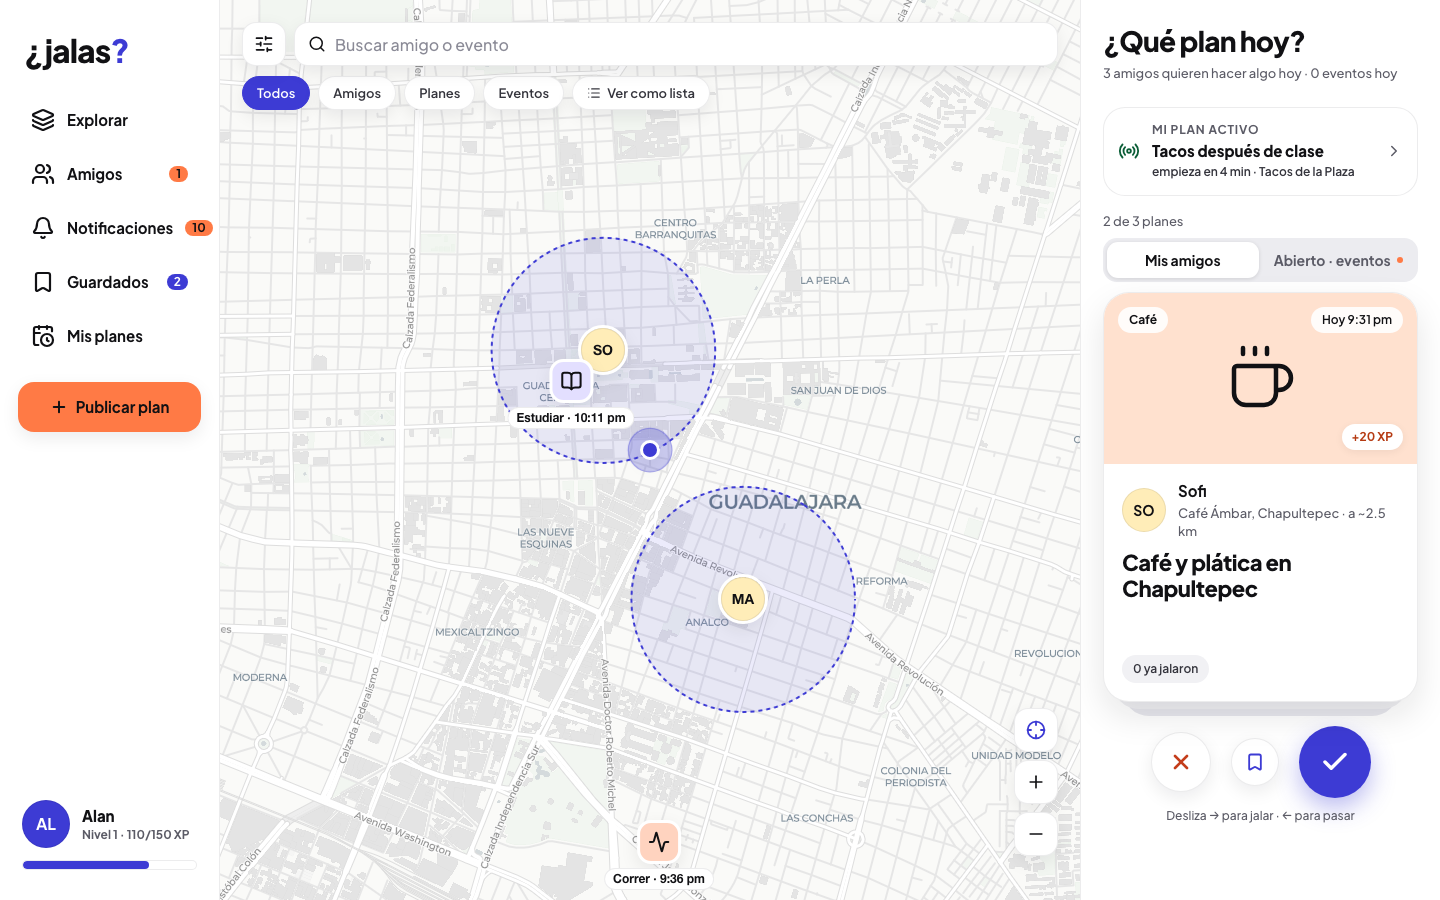 ¿jalas?
Explorar
Amigos 1
Notificaciones 10
Guardados 2
Mis planes
+ Publicar plan
AL
Alan
Nivel 1 · 110/150 XP
Buscar amigo o evento
Todos
Amigos
Planes
Eventos
Ver como lista
CENTRO
BARRANQUITAS
LA PERLA
Calzada Federalismo
SO
Estudiar · 10:11 pm
SAN JUAN DE DIOS
GUADALAJARA
LAS NUEVE
ESQUINAS
Calzada Federalismo
Avenida Revolu
REFORMA
MA
ANALCO
MEXICALTZINGO
MODERNA
Avenida Revolución
REVOLUCION
Calzada Federalismo
Avenida Doctor Roberto Michel
Calzada Independencia Sur
UNIDAD MODELO
COLONIA DEL
PERIODISTA
LAS CONCHAS
Avenida Washington
Correr · 9:36 pm
¿Qué plan hoy?
3 amigos quieren hacer algo hoy · 0 eventos hoy
MI PLAN ACTIVO
Tacos después de clase
empieza en 4 min · Tacos de la Plaza
2 de 3 planes
Mis amigos
Abierto · eventos
Café
Hoy 9:31 pm
+20 XP
SO
Sofi
Café Ámbar, Chapultepec · a ~2.5
km
Café y plática en
Chapultepec
0 ya jalaron
Desliza → para jalar · ← para pasar